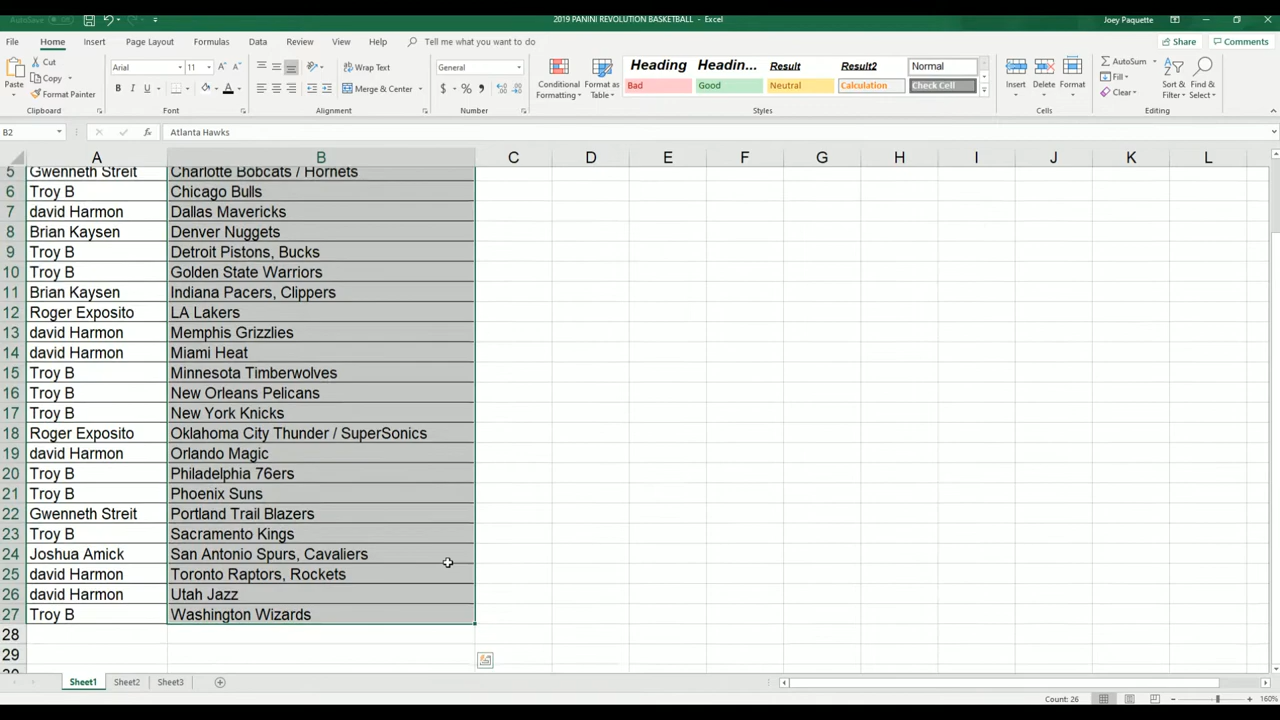 AutoSave Off 2019 PANINI REVOLUTION BASKETBALL - Excel Joey Paquette
File Home Insert Page Layout Formulas Data Review View Help Tell me what you want to do Share Comments
Paste Cut Copy Format Painter Clipboard
Arial 11 B I U Font
Wrap Text Merge & Center Alignment
General $ % Number
Conditional Formatting Format as Table
Heading Headin... Result Result2 Normal
Bad Good Neutral Calculation Check Cell
Styles
Insert Delete Format Cells
AutoSum Fill Clear Sort & Filter Find & Select Editing
B2 fx Atlanta Hawks
A B C D E F G H I J K L
5 Gwenneth Streit Charlotte Bobcats / Hornets
6 Troy B Chicago Bulls
7 david Harmon Dallas Mavericks
8 Brian Kaysen Denver Nuggets
9 Troy B Detroit Pistons, Bucks
10 Troy B Golden State Warriors
11 Brian Kaysen Indiana Pacers, Clippers
12 Roger Exposito LA Lakers
13 david Harmon Memphis Grizzlies
14 david Harmon Miami Heat
15 Troy B Minnesota Timberwolves
16 Troy B New Orleans Pelicans
17 Troy B New York Knicks
18 Roger Exposito Oklahoma City Thunder / SuperSonics
19 david Harmon Orlando Magic
20 Troy B Philadelphia 76ers
21 Troy B Phoenix Suns
22 Gwenneth Streit Portland Trail Blazers
23 Troy B Sacramento Kings
24 Joshua Amick San Antonio Spurs, Cavaliers
25 david Harmon Toronto Raptors, Rockets
26 david Harmon Utah Jazz
27 Troy B Washington Wizards
28
29
Sheet1 Sheet2 Sheet3
Count: 26 160%